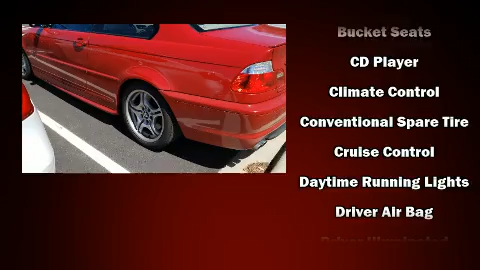 Bucket Seats
CD Player
Climate Control
Conventional Spare Tire
Cruise Control
Daytime Running Lights
Driver Air Bag